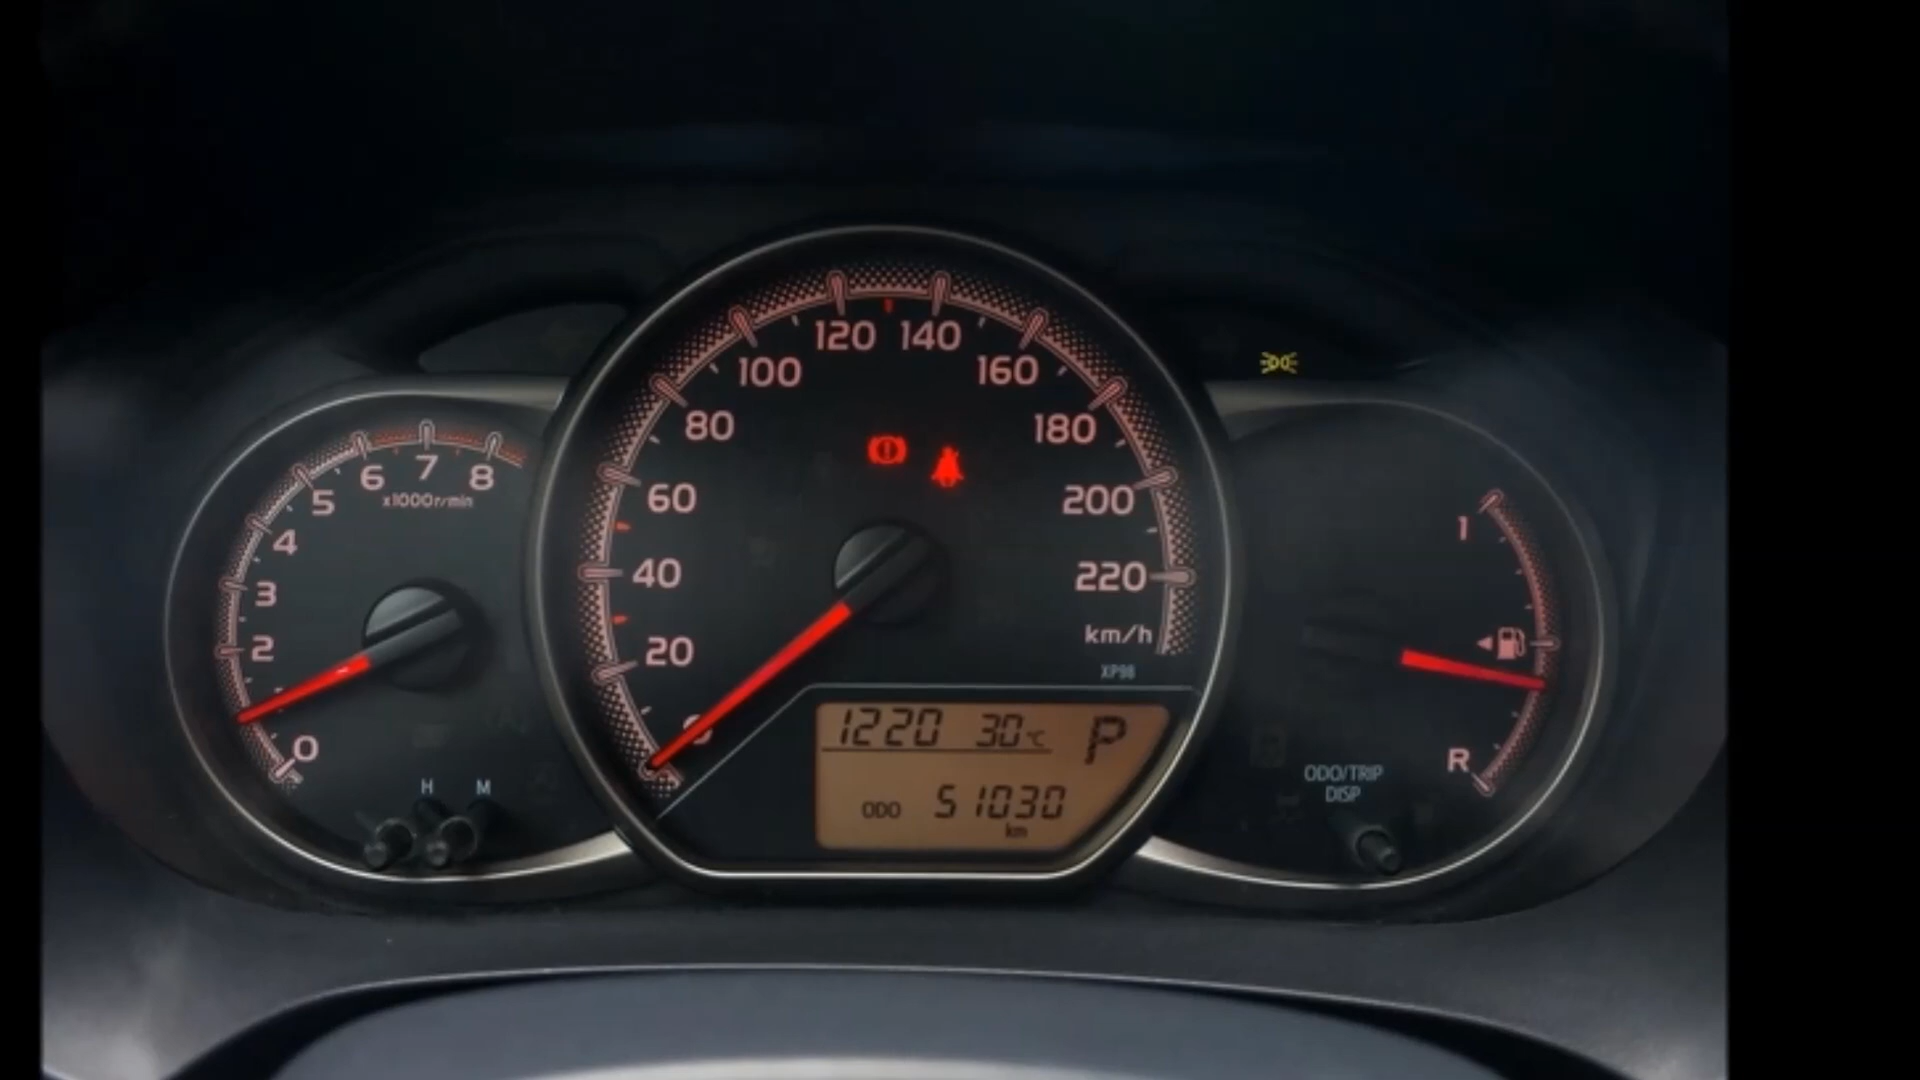 120 140
100 160
80 180
60 200
40 220
20 km/h
0 XP98
6 7 8
5 x1000r/min
4
3
2
0
H M
1220 30°C P
ODO 51030
km
1
R
ODO/TRIP
DISP